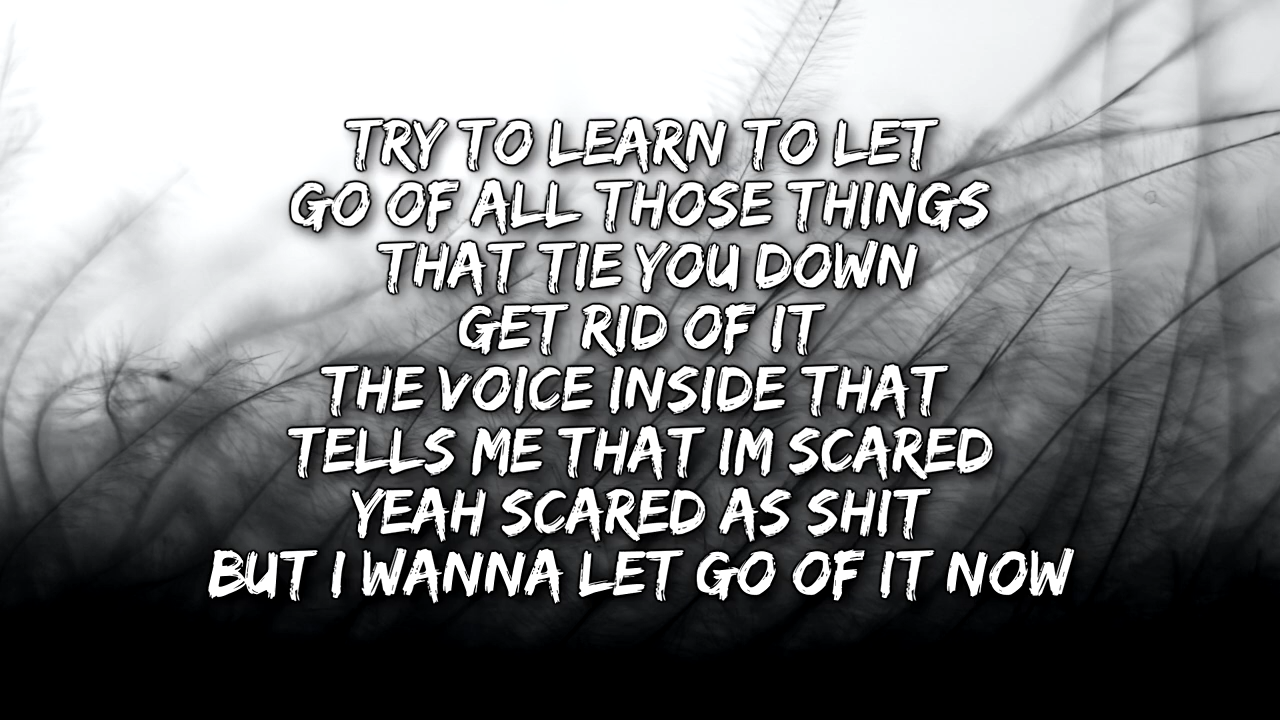 TRY TO LEARN TO LET
GO OF ALL THOSE THINGS
THAT TIE YOU DOWN
GET RID OF IT
THE VOICE INSIDE THAT
TELLS ME THAT IM SCARED
YEAH SCARED AS SHIT
BUT I WANNA LET GO OF IT NOW